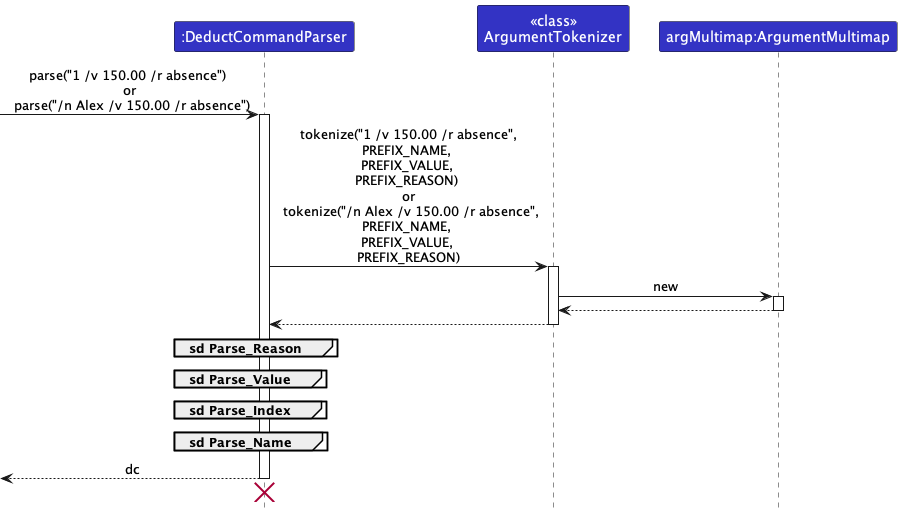 :DeductCommandParser
«class»
ArgumentTokenizer
argMultimap:ArgumentMultimap
parse("1 /v 150.00 /r absence")
or
parse("/n Alex /v 150.00 /r absence")
tokenize("1 /v 150.00 /r absence",
PREFIX_NAME,
PREFIX_VALUE,
PREFIX_REASON)
or
tokenize("/n Alex /v 150.00 /r absence",
PREFIX_NAME,
PREFIX_VALUE,
PREFIX_REASON)
new
sd Parse_Reason
sd Parse_Value
sd Parse_Index
sd Parse_Name
dc